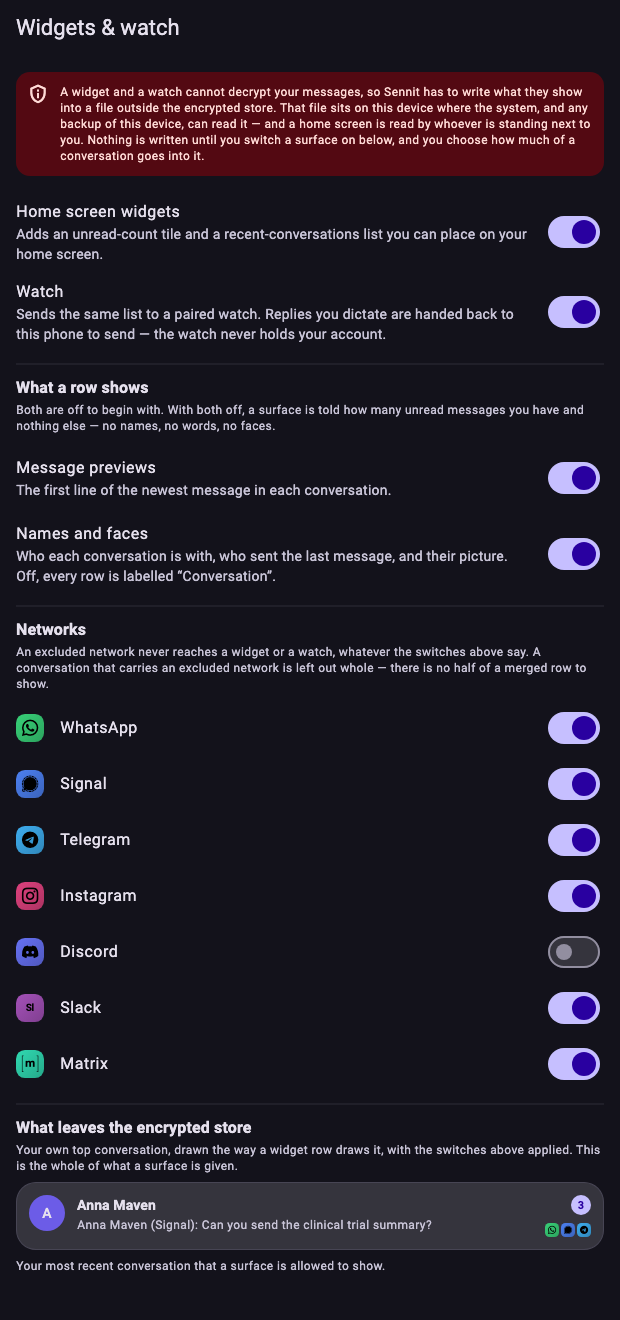 Widgets & watch
A widget and a watch cannot decrypt your messages, so Sennit has to write what they show
into a file outside the encrypted store. That file sits on this device where the system, and any
backup of this device, can read it — and a home screen is read by whoever is standing next to
you. Nothing is written until you switch a surface on below, and you choose how much of a
conversation goes into it.
Home screen widgets
Adds an unread-count tile and a recent-conversations list you can place on your
home screen.
Watch
Sends the same list to a paired watch. Replies you dictate are handed back to
this phone to send — the watch never holds your account.
What a row shows
Both are off to begin with. With both off, a surface is told how many unread messages you have and
nothing else — no names, no words, no faces.
Message previews
The first line of the newest message in each conversation.
Names and faces
Who each conversation is with, who sent the last message, and their picture.
Off, every row is labelled “Conversation”.
Networks
An excluded network never reaches a widget or a watch, whatever the switches above say. A
conversation that carries an excluded network is left out whole — there is no half of a merged row to
show.
WhatsApp
Signal
Telegram
Instagram
Discord
Sl Slack
[m] Matrix
What leaves the encrypted store
Your own top conversation, drawn the way a widget row draws it, with the switches above applied. This
is the whole of what a surface is given.
A
Anna Maven
3
Anna Maven (Signal): Can you send the clinical trial summary?
Your most recent conversation that a surface is allowed to show.